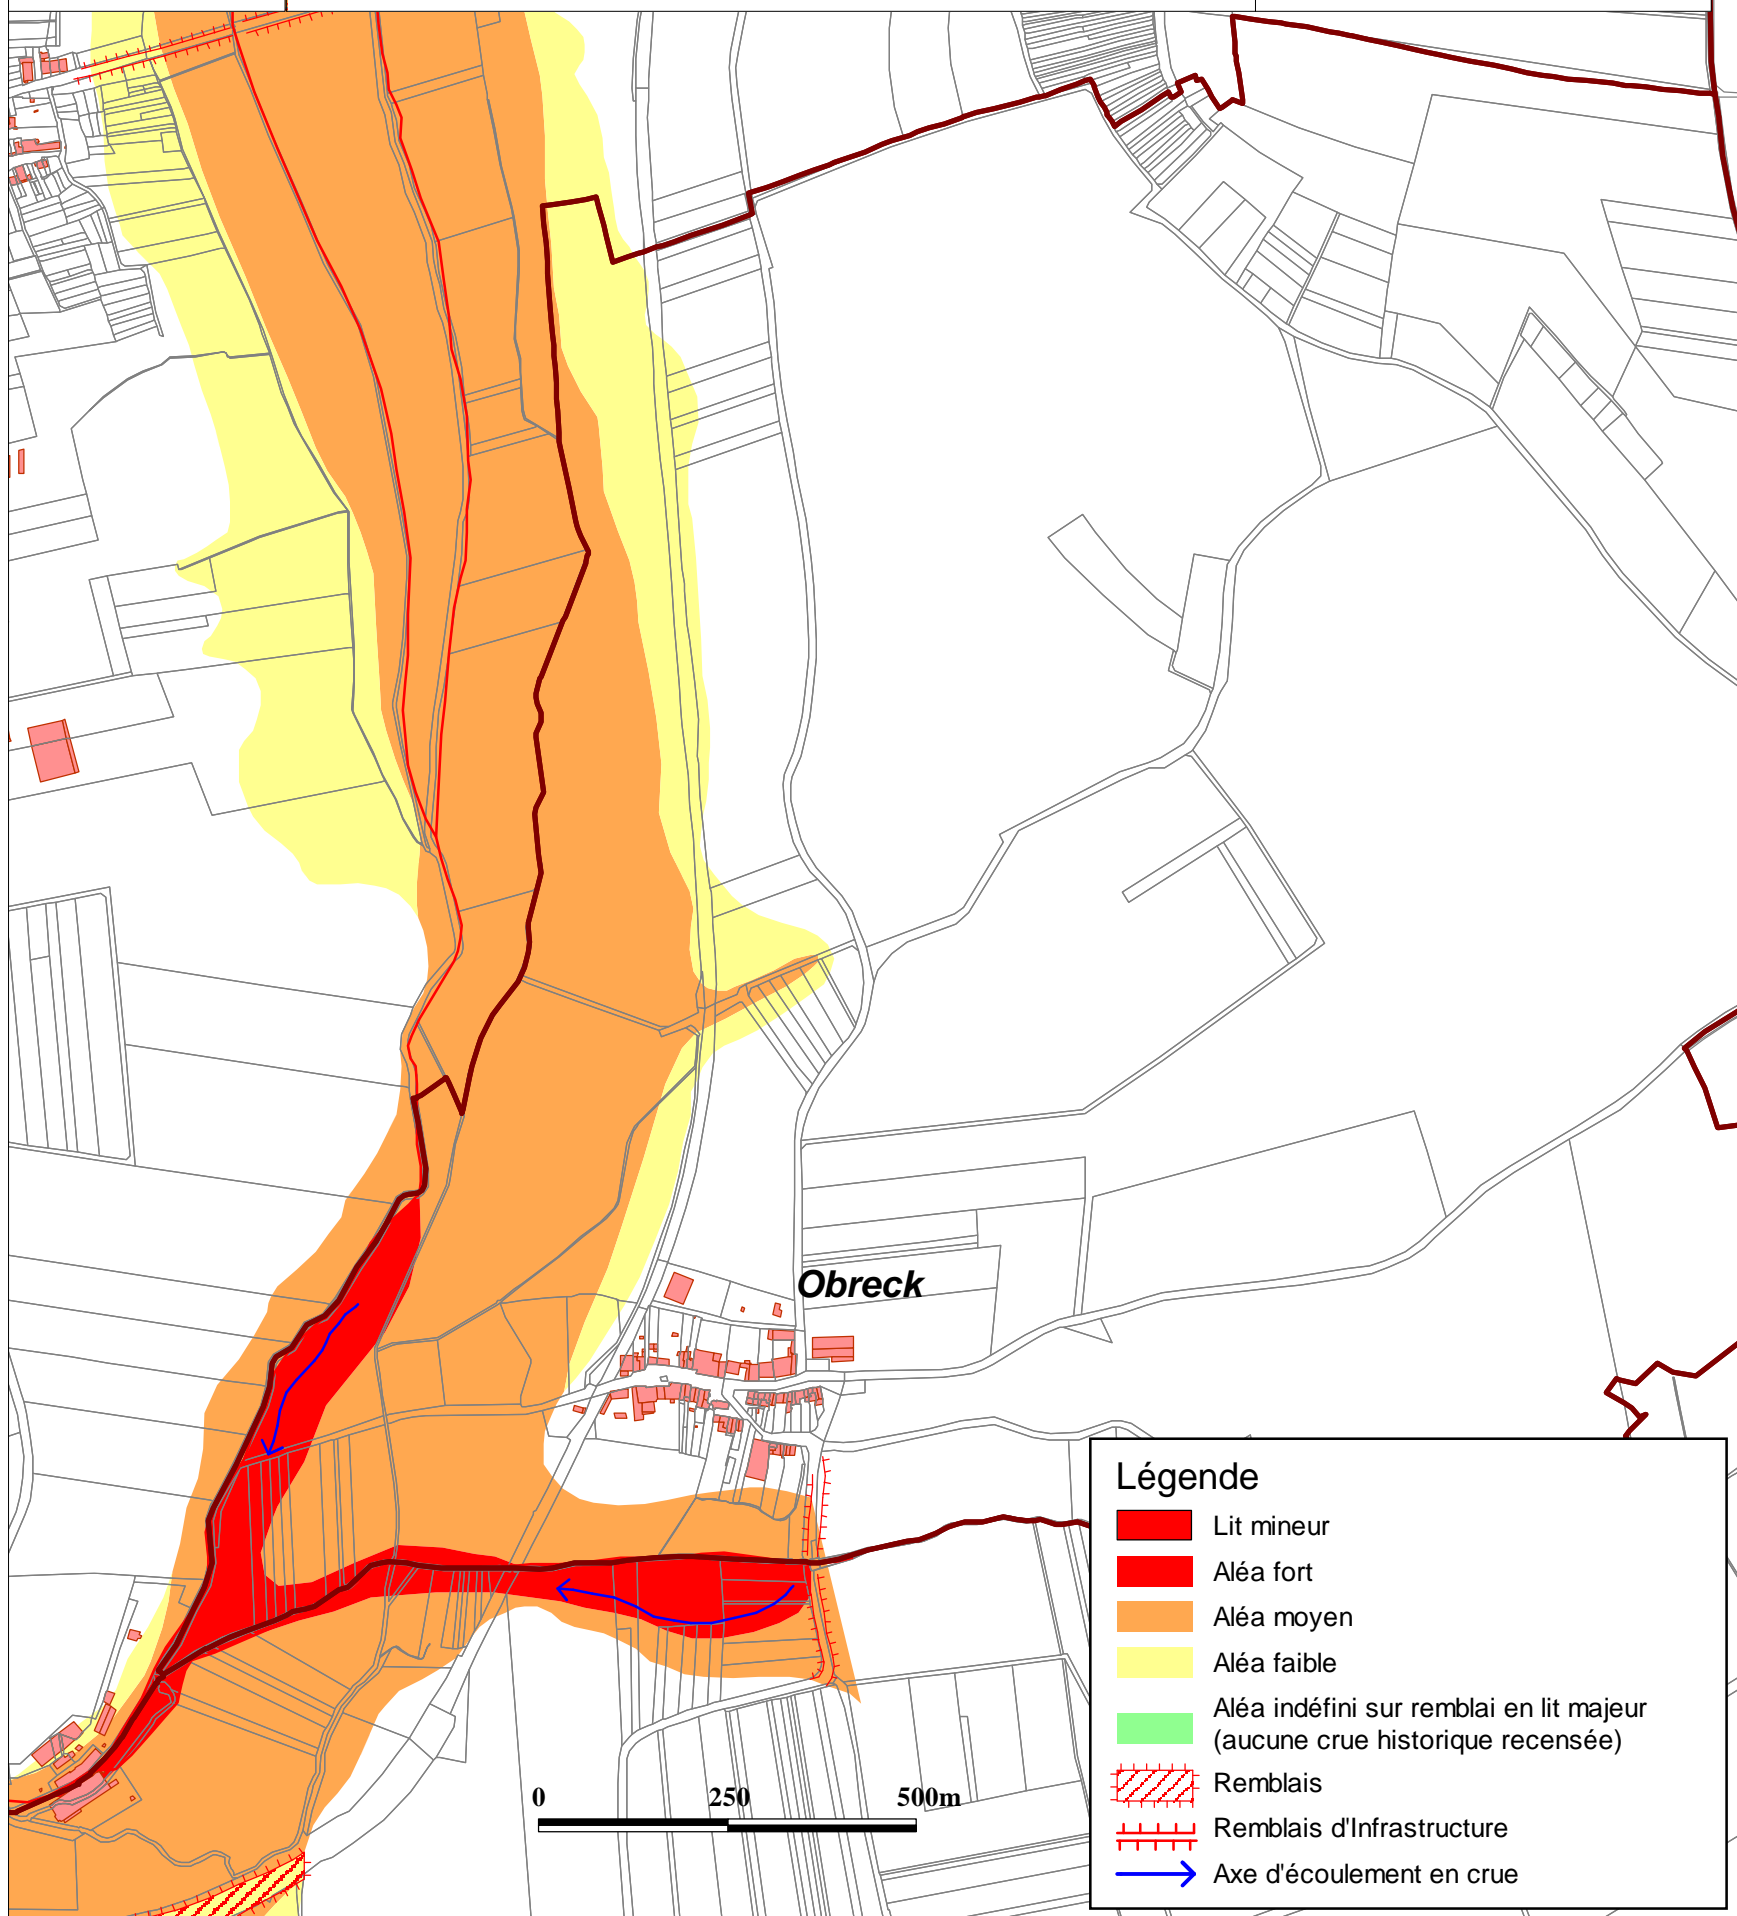 Obreck
Légende
Lit mineur
Aléa fort
Aléa moyen
Aléa faible
Aléa indéfini sur remblai en lit majeur
(aucune crue historique recensée)
Remblais
Remblais d'Infrastructure
Axe d'écoulement en crue
0 250 500m